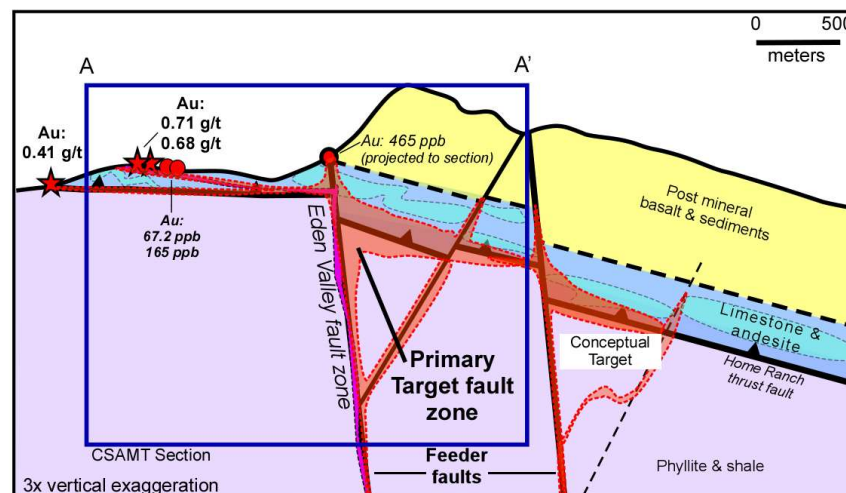 0 500
meters
A
A'
Au:
0.41 g/t
Au:
0.71 g/t
0.68 g/t
Au: 465 ppb
(projected to section)
Au:
67.2 ppb
165 ppb
Post mineral
basalt & sediments
Eden Valley fault zone
Limestone &
andesite
Conceptual
Target
Home Ranch
thrust fault
Primary
Target fault
zone
CSAMT Section
Feeder
faults
Phyllite & shale
3x vertical exaggeration